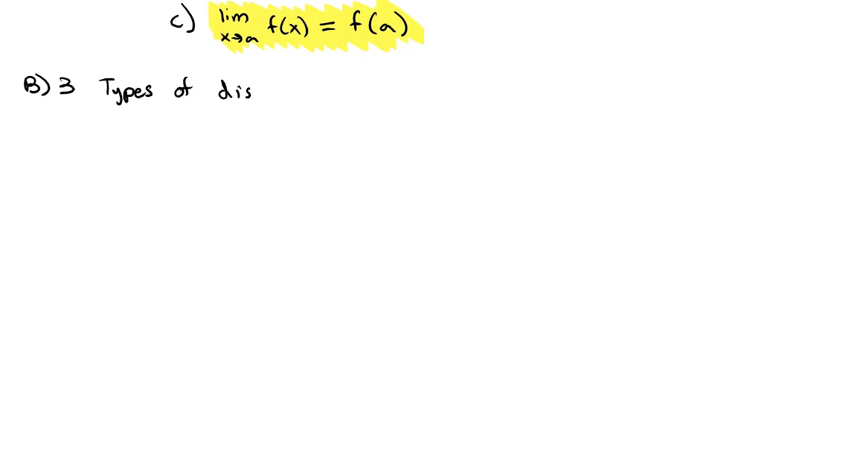 c) lim x→a f(x) = f(a)
B) 3 Types of dis